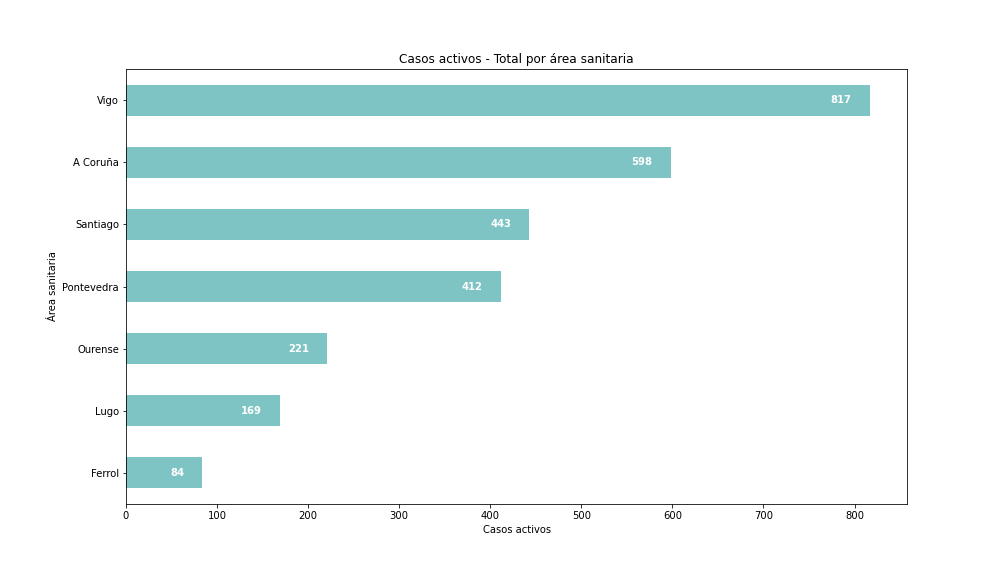 Casos activos - Total por área sanitaria
Área sanitaria
Vigo 817
A Coruña 598
Santiago 443
Pontevedra 412
Ourense 221
Lugo 169
Ferrol 84
0 100 200 300 400 500 600 700 800
Casos activos